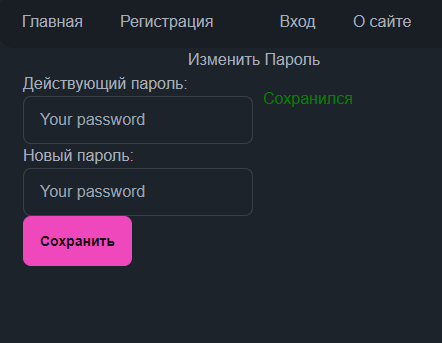 Главная Регистрация Вход О сайте
Изменить Пароль
Действующий пароль:
Сохранился
Your password
Новый пароль:
Your password
Сохранить